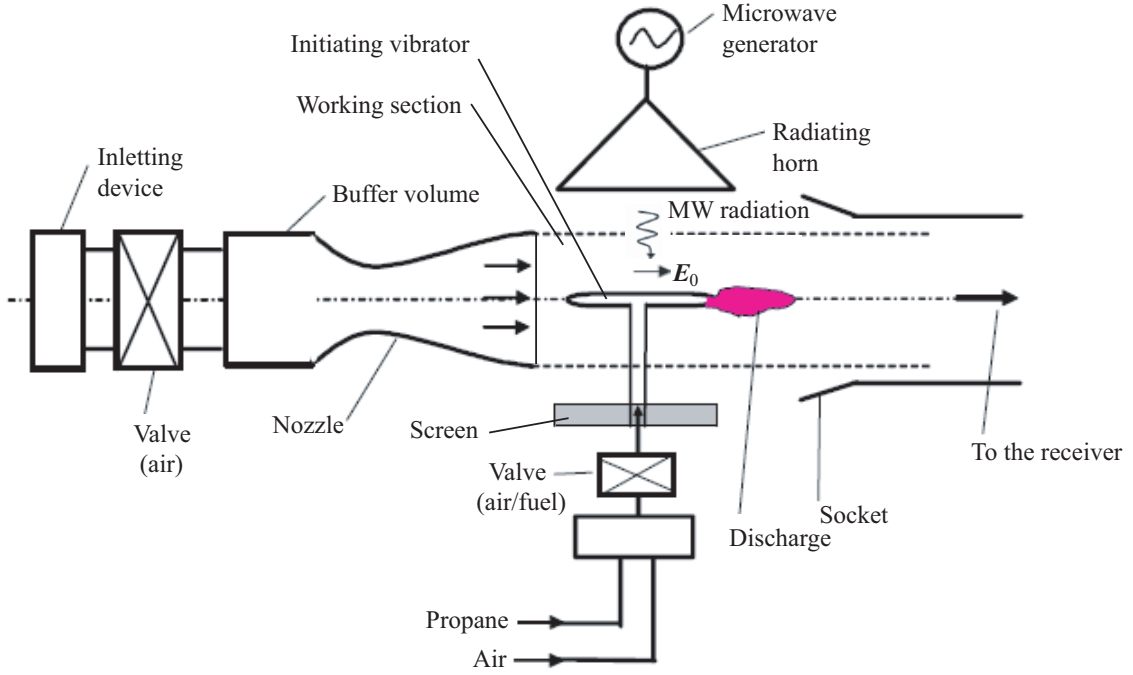 Microwave
generator
Initiating vibrator
Working section
Radiating
horn
Inletting
device
Buffer volume
MW radiation
E0
Valve
(air)
Nozzle
Screen
Valve
(air/fuel)
To the receiver
Socket
Discharge
Propane
Air